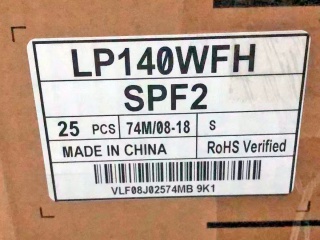 LP140WFH
SPF2
25 PCS 74M/08-18 S
MADE IN CHINA RoHS Verified
VLF08J02574MB 9K1